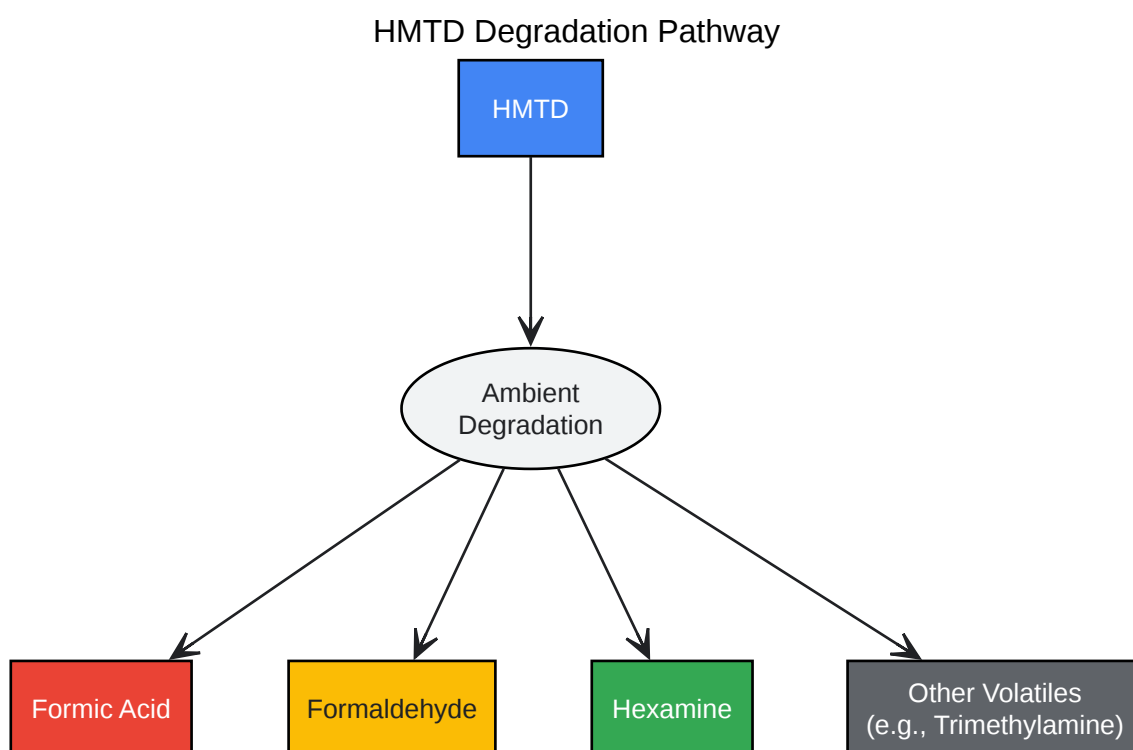 HMTD Degradation Pathway
HMTD
Ambient
Degradation
Formic Acid
Formaldehyde
Hexamine
Other Volatiles
(e.g., Trimethylamine)